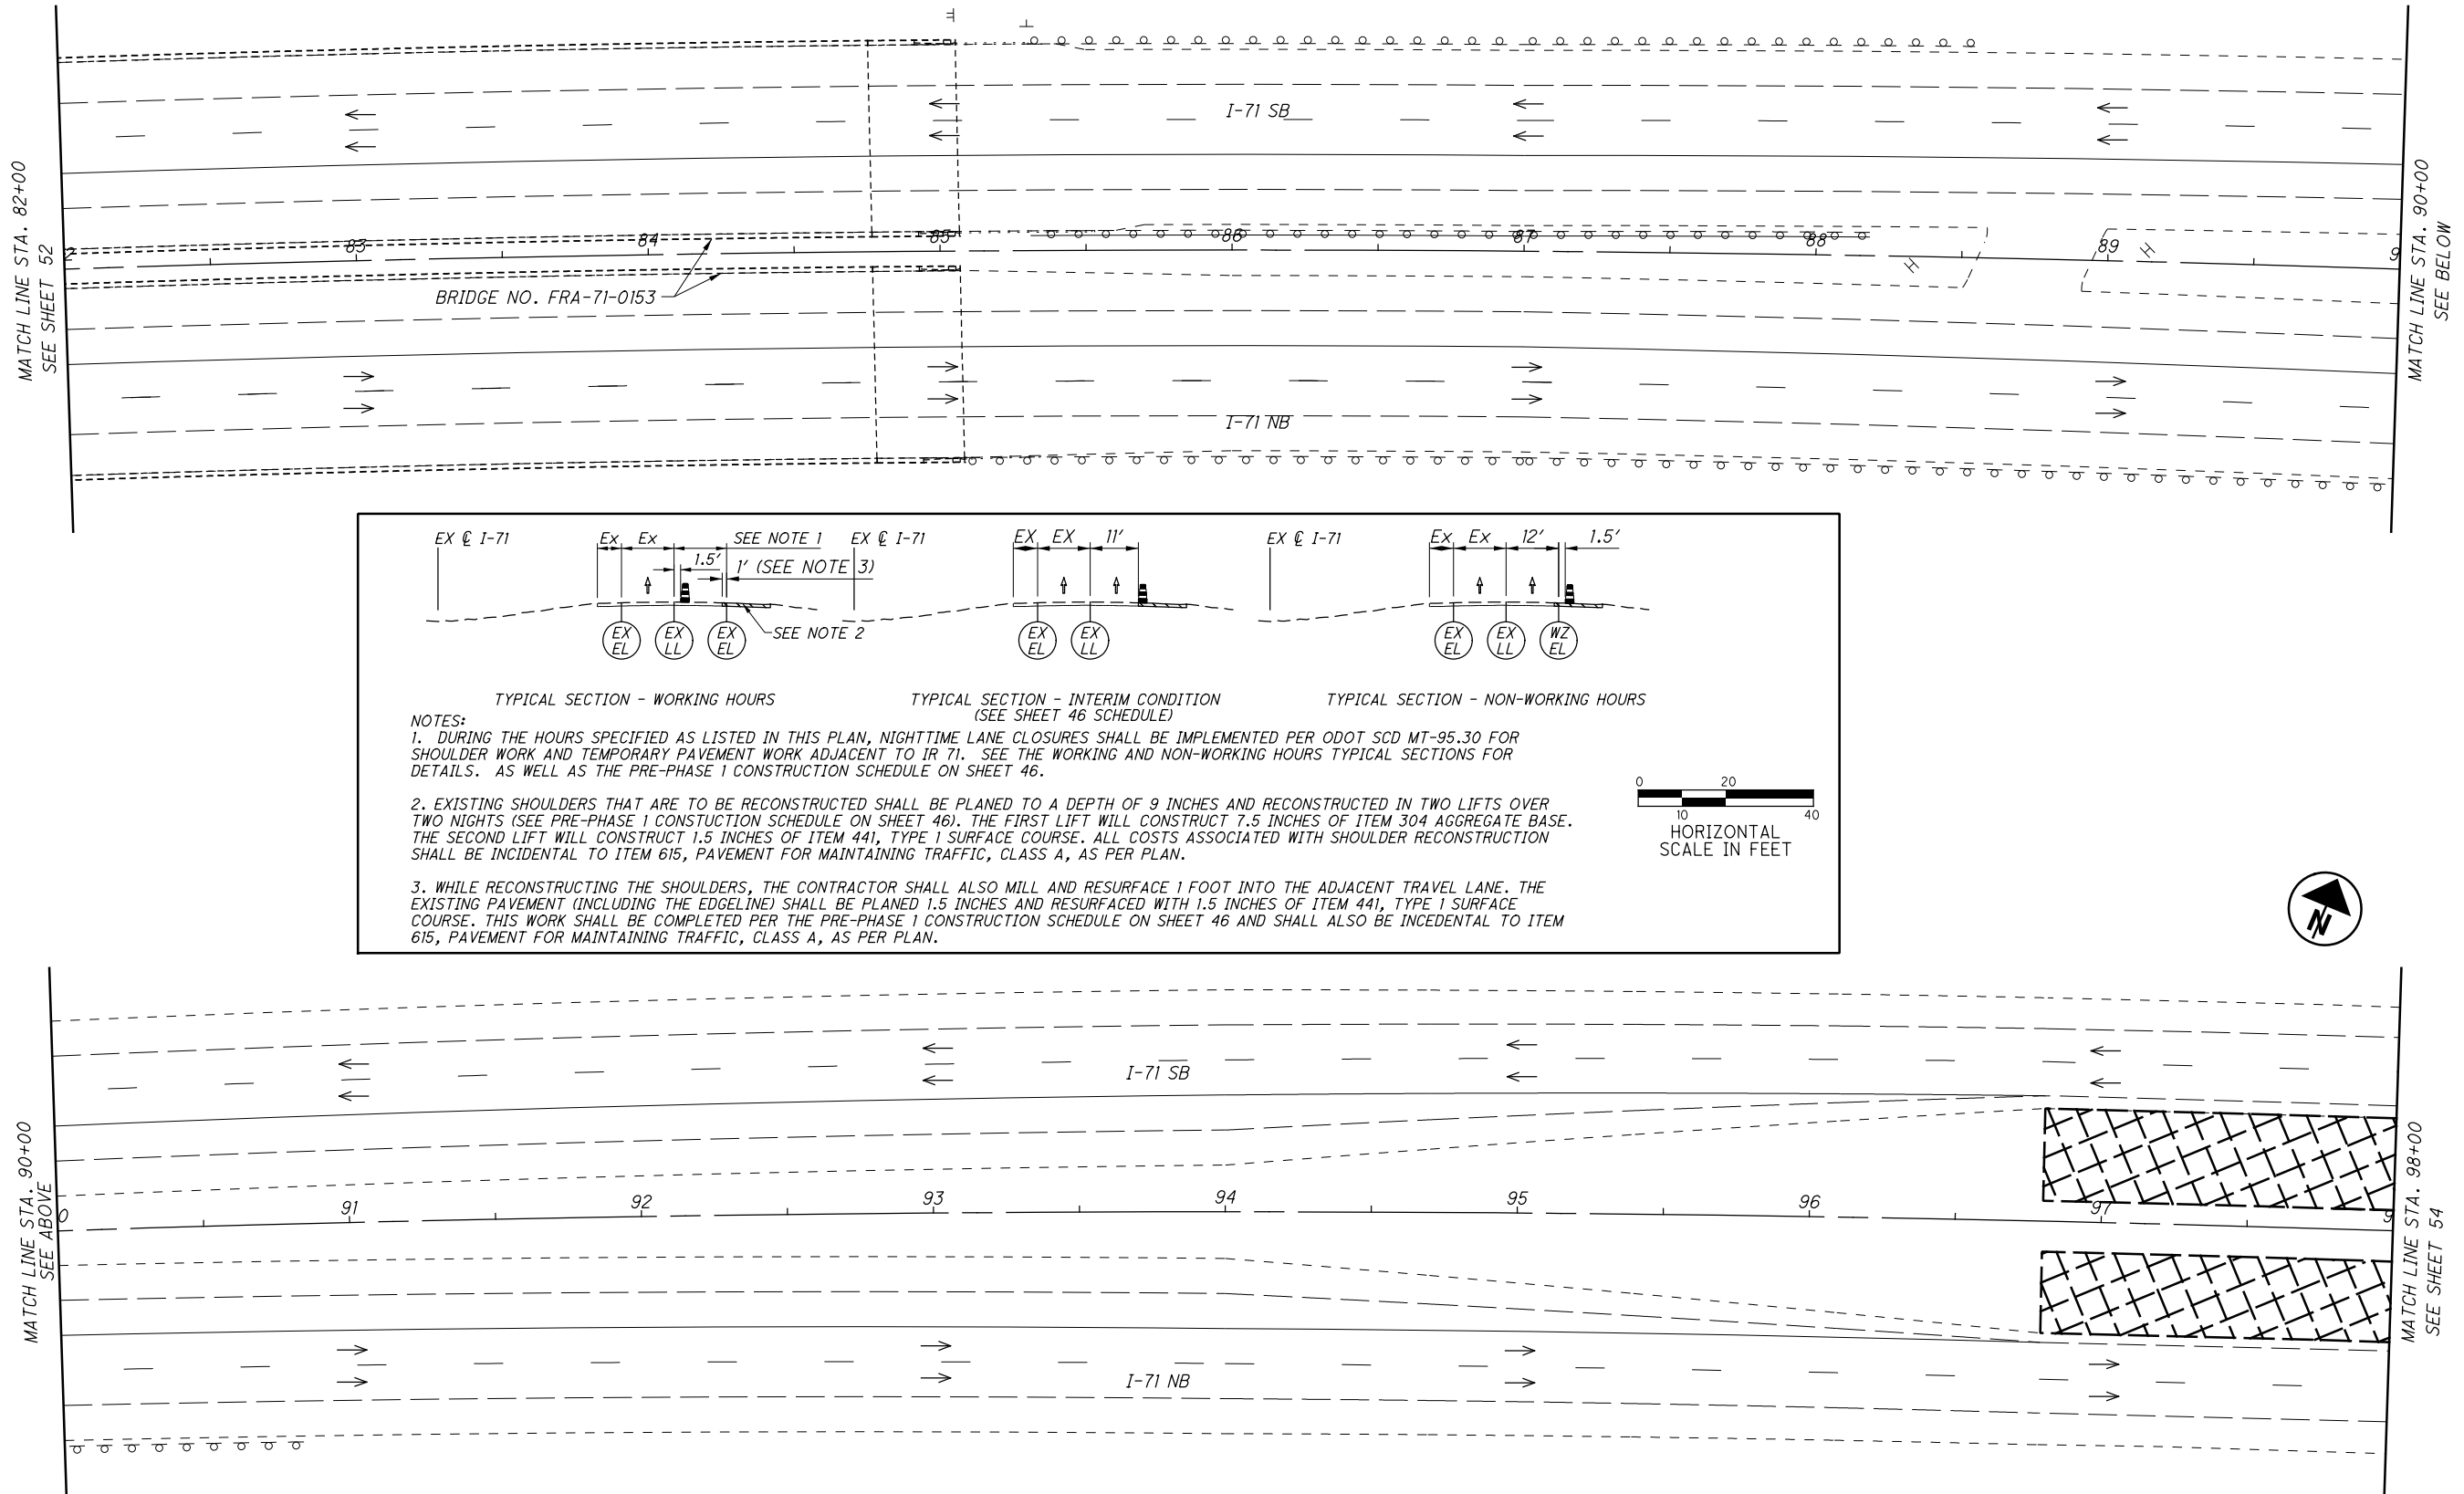 I-71 SB
MATCH LINE STA. 82+00
SEE SHEET 52
MATCH LINE STA. 90+00
SEE BELOW
2
83
84
85
86
87
88
89
9
BRIDGE NO. FRA-71-0153
I-71 NB
EX ℄ I-71
Ex
Ex
SEE NOTE 1
1.5'
1' (SEE NOTE 3)
SEE NOTE 2
EX
EL
EX
LL
EX
EL
TYPICAL SECTION - WORKING HOURS
EX ℄ I-71
EX
EX
11'
EX
EL
EX
LL
TYPICAL SECTION - INTERIM CONDITION
(SEE SHEET 46 SCHEDULE)
EX ℄ I-71
Ex
Ex
12'
1.5'
EX
EL
EX
LL
WZ
EL
TYPICAL SECTION - NON-WORKING HOURS
NOTES:
1. DURING THE HOURS SPECIFIED AS LISTED IN THIS PLAN, NIGHTTIME LANE CLOSURES SHALL BE IMPLEMENTED PER ODOT SCD MT-95.30 FOR
SHOULDER WORK AND TEMPORARY PAVEMENT WORK ADJACENT TO IR 71. SEE THE WORKING AND NON-WORKING HOURS TYPICAL SECTIONS FOR
DETAILS. AS WELL AS THE PRE-PHASE 1 CONSTRUCTION SCHEDULE ON SHEET 46.
2. EXISTING SHOULDERS THAT ARE TO BE RECONSTRUCTED SHALL BE PLANED TO A DEPTH OF 9 INCHES AND RECONSTRUCTED IN TWO LIFTS OVER
TWO NIGHTS (SEE PRE-PHASE 1 CONSTUCTION SCHEDULE ON SHEET 46). THE FIRST LIFT WILL CONSTRUCT 7.5 INCHES OF ITEM 304 AGGREGATE BASE.
THE SECOND LIFT WILL CONSTRUCT 1.5 INCHES OF ITEM 441, TYPE 1 SURFACE COURSE. ALL COSTS ASSOCIATED WITH SHOULDER RECONSTRUCTION
SHALL BE INCIDENTAL TO ITEM 615, PAVEMENT FOR MAINTAINING TRAFFIC, CLASS A, AS PER PLAN.
3. WHILE RECONSTRUCTING THE SHOULDERS, THE CONTRACTOR SHALL ALSO MILL AND RESURFACE 1 FOOT INTO THE ADJACENT TRAVEL LANE. THE
EXISTING PAVEMENT (INCLUDING THE EDGELINE) SHALL BE PLANED 1.5 INCHES AND RESURFACED WITH 1.5 INCHES OF ITEM 441, TYPE 1 SURFACE
COURSE. THIS WORK SHALL BE COMPLETED PER THE PRE-PHASE 1 CONSTRUCTION SCHEDULE ON SHEET 46 AND SHALL ALSO BE INCEDENTAL TO ITEM
615, PAVEMENT FOR MAINTAINING TRAFFIC, CLASS A, AS PER PLAN.
0 20
10 40
HORIZONTAL
SCALE IN FEET
N
I-71 SB
MATCH LINE STA. 90+00
SEE ABOVE
MATCH LINE STA. 98+00
SEE SHEET 54
0
91
92
93
94
95
96
97
9
I-71 NB